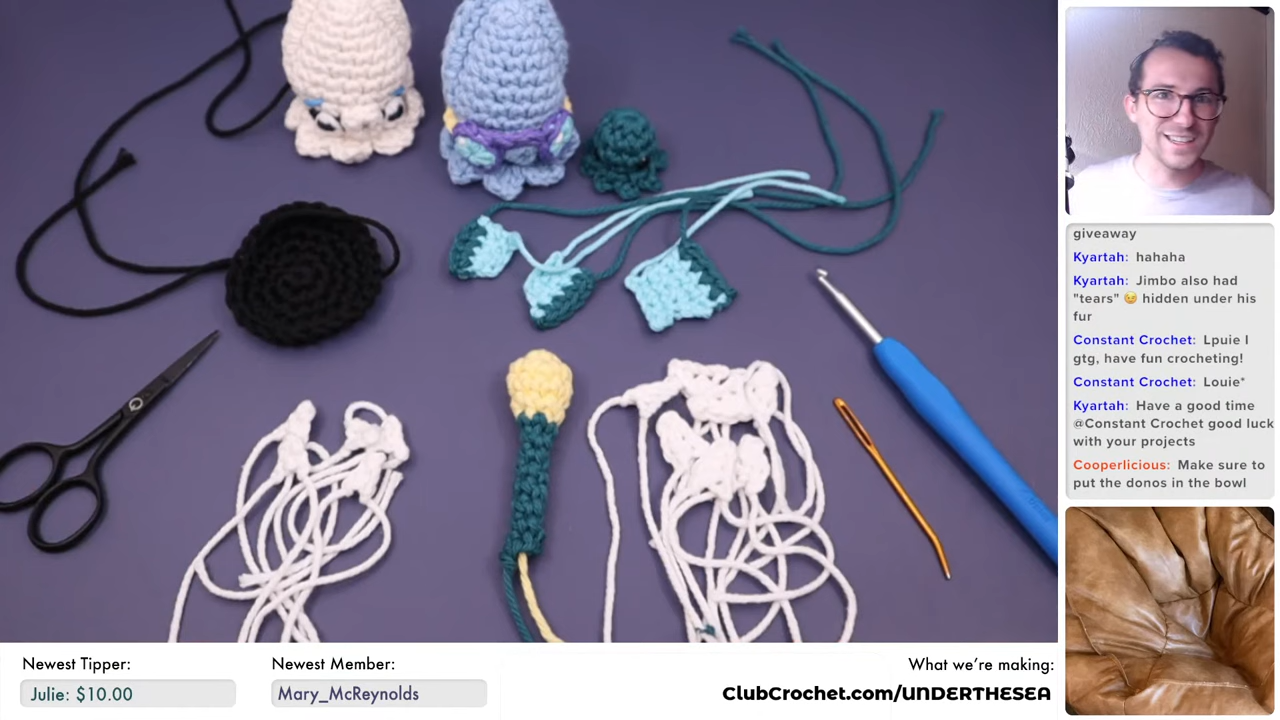 giveaway
Kyartah: hahaha
Kyartah: Jimbo also had
"tears" 😉 hidden under his
fur
Constant Crochet: Lpuie I
gtg, have fun crocheting!
Constant Crochet: Louie*
Kyartah: Have a good time
@Constant Crochet good luck
with your projects
Cooperlicious: Make sure to
put the donos in the bowl
Newest Tipper:
Julie: $10.00
Newest Member:
Mary_McReynolds
What we're making:
ClubCrochet.com/UNDERTHESEA